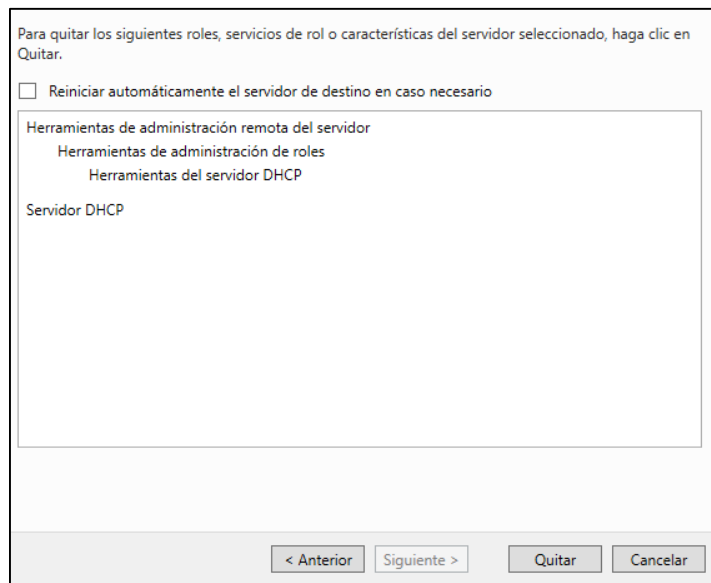 Para quitar los siguientes roles, servicios de rol o características del servidor seleccionado, haga clic en
Quitar.
Reiniciar automáticamente el servidor de destino en caso necesario
Herramientas de administración remota del servidor
Herramientas de administración de roles
Herramientas del servidor DHCP
Servidor DHCP
< Anterior
Siguiente >
Quitar
Cancelar